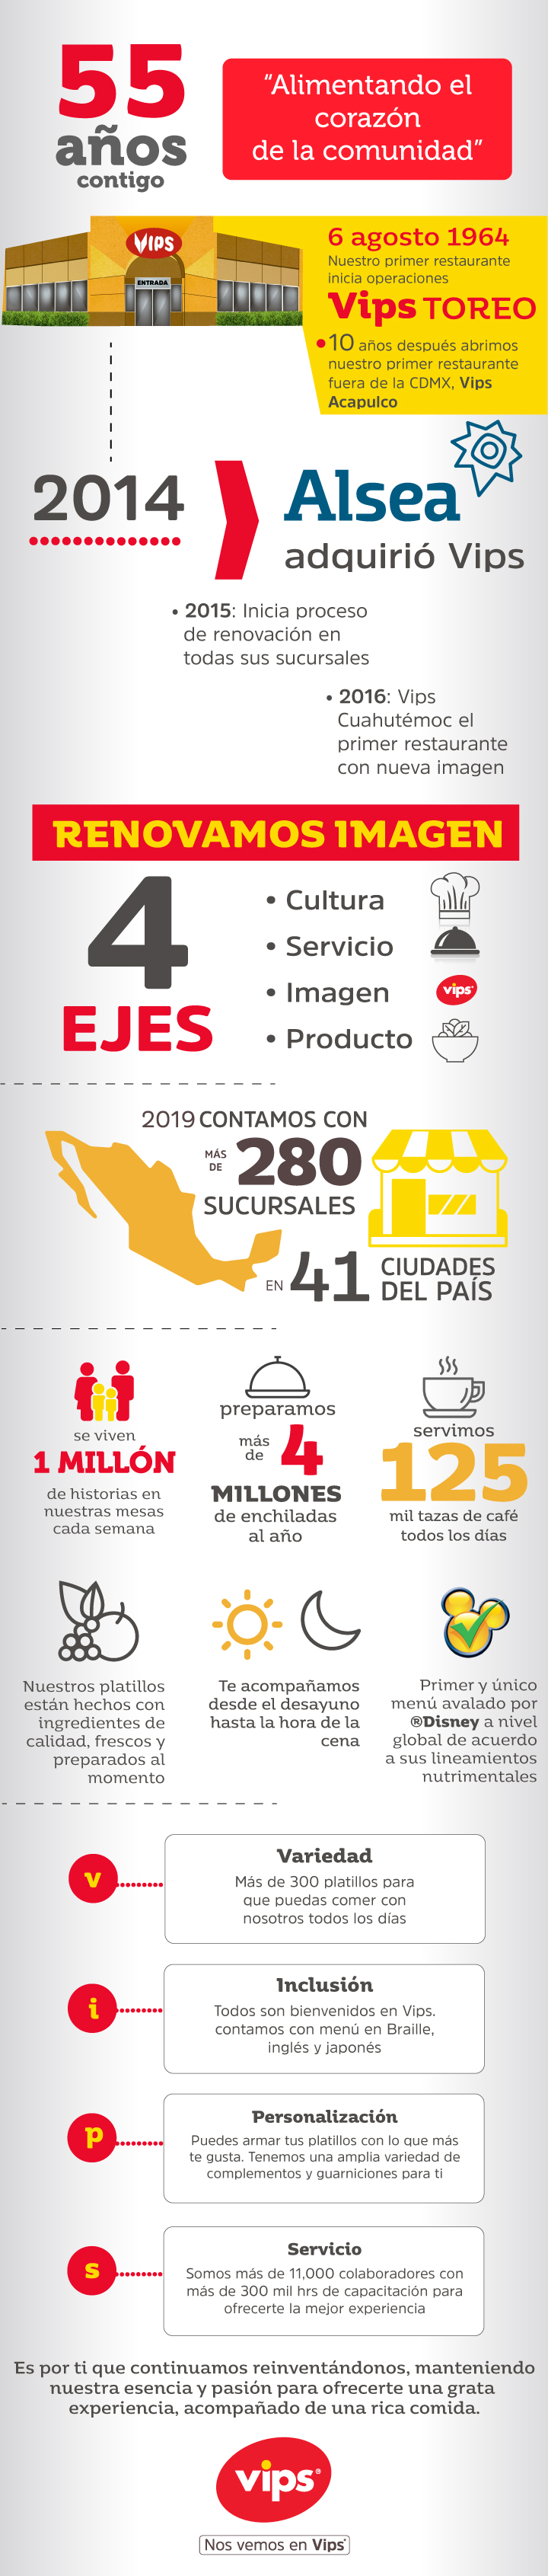 55
años
contigo
“Alimentando el
corazón
de la comunidad”
VIPS
ENTRADA
6 agosto 1964
Nuestro primer restaurante
inicia operaciones
Vips TOREO
•10 años después abrimos
nuestro primer restaurante
fuera de la CDMX, Vips
Acapulco
2014
Alsea
adquirió Vips
• 2015: Inicia proceso
de renovación en
todas sus sucursales
• 2016: Vips
Cuahutémoc el
primer restaurante
con nueva imagen
RENOVAMOS IMAGEN
4
EJES
• Cultura
• Servicio
• Imagen
vips
• Producto
2019 CONTAMOS CON
MÁS
DE
280
SUCURSALES
EN 41 CIUDADES
DEL PAÍS
se viven
1 MILLÓN
de historias en
nuestras mesas
cada semana
preparamos
más
de
4
MILLONES
de enchiladas
al año
servimos
125
mil tazas de café
todos los días
Nuestros platillos
están hechos con
ingredientes de
calidad, frescos y
preparados al
momento
Te acompañamos
desde el desayuno
hasta la hora de la
cena
Primer y único
menú avalado por
®Disney a nivel
global de acuerdo
a sus lineamientos
nutrimentales
v
Variedad
Más de 300 platillos para
que puedas comer con
nosotros todos los días
i
Inclusión
Todos son bienvenidos en Vips.
contamos con menú en Braille,
inglés y japonés
p
Personalización
Puedes armar tus platillos con lo que más
te gusta. Tenemos una amplia variedad de
complementos y guarniciones para ti
s
Servicio
Somos más de 11,000 colaboradores con
más de 300 mil hrs de capacitación para
ofrecerte la mejor experiencia
Es por ti que continuamos reinventándonos, manteniendo
nuestra esencia y pasión para ofrecerte una grata
experiencia, acompañado de una rica comida.
vips®
Nos vemos en Vips®